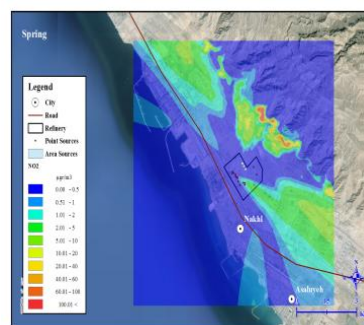 Spring
Legend
City
Road
Refinery
Point Sources
Area Sources
NO2
µgr/m3
0.00 - 0.5
0.51 - 1
1.01 - 2
2.01 - 5
5.01 - 10
10.01 - 20
20.01 - 40
40.01 - 60
60.01 - 100
100.01 <
Nakhl
Asaluyeh